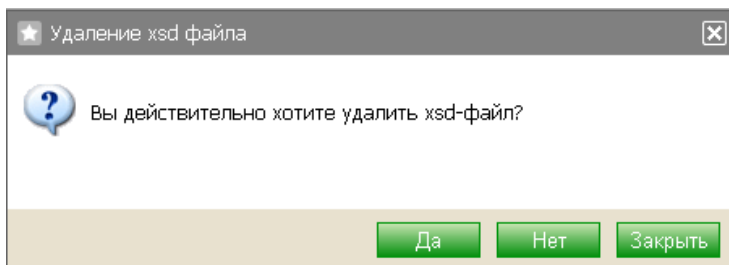 Удаление xsd файла
Вы действительно хотите удалить xsd-файл?
Да Нет Закрыть